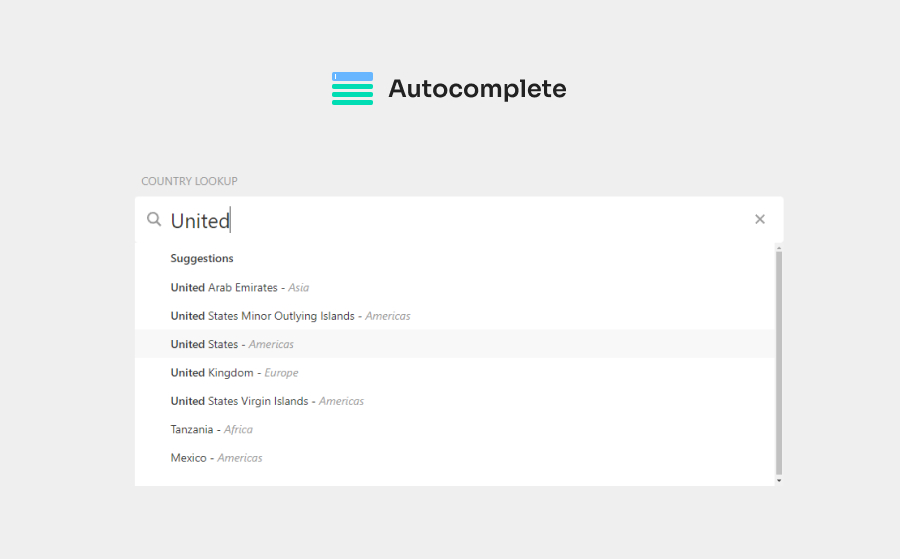 Autocomplete
COUNTRY LOOKUP
United
Suggestions
United Arab Emirates - Asia
United States Minor Outlying Islands - Americas
United States - Americas
United Kingdom - Europe
United States Virgin Islands - Americas
Tanzania - Africa
Mexico - Americas